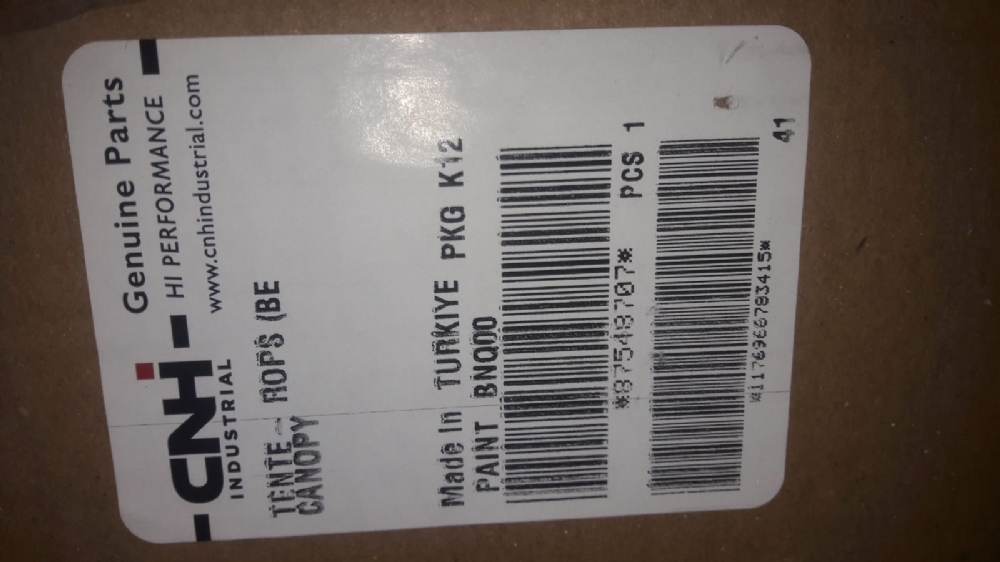 CNH
INDUSTRIAL
Genuine Parts
HI PERFORMANCE
www.cnhindustrial.com
TENTE - ROPS (BE
CANOPY
Made In TURKIYE PKG K12
PAINT BNQ00
*87548707*
PCS 1
*11769666783415*
41